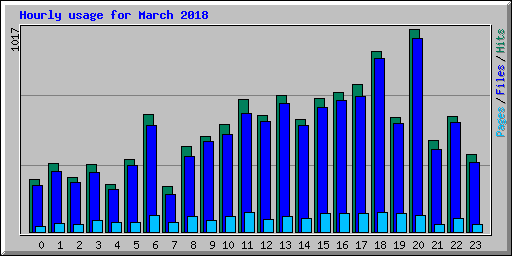 Hourly usage for March 2018
1017
Pages/Files/Hits
0 1 2 3 4 5 6 7 8 9 10 11 12 13 14 15 16 17 18 19 20 21 22 23